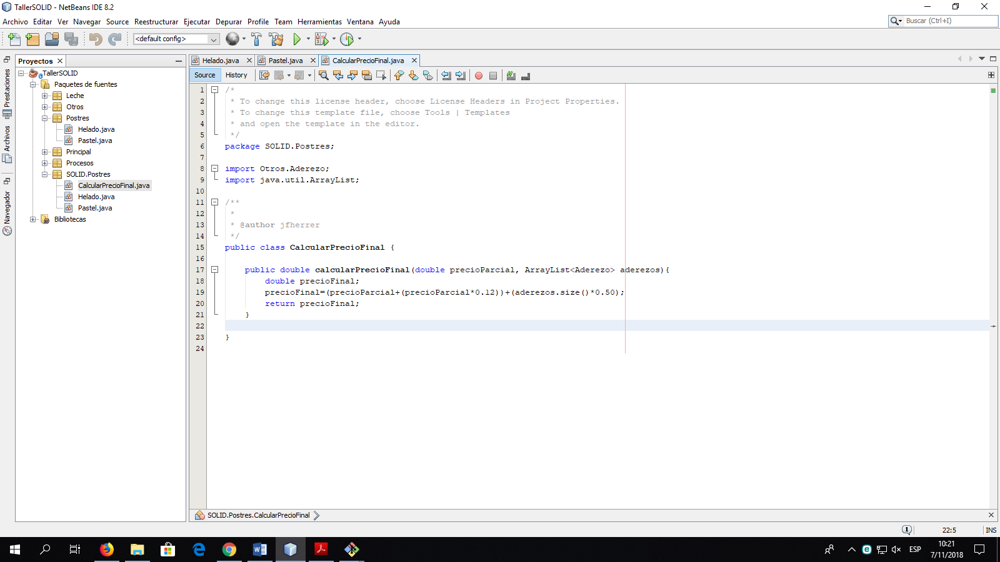 TallerSOLID - NetBeans IDE 8.2
Archivo Editar Ver Navegar Source Reestructurar Ejecutar Depurar Profile Team Herramientas Ventana Ayuda
Buscar (Ctrl+I)
<default config>
Prestaciones
Archivos
Navegador
Proyectos
TallerSOLID
Paquetes de fuentes
Leche
Otros
Postres
Helado.java
Pastel.java
Principal
Procesos
SOLID.Postres
CalcularPrecioFinal.java
Helado.java
Pastel.java
Bibliotecas
Helado.java Pastel.java CalcularPrecioFinal.java
Source History
1 /*
2 * To change this license header, choose License Headers in Project Properties.
3 * To change this template file, choose Tools | Templates
4 * and open the template in the editor.
5 */
6 package SOLID.Postres;
7
8 import Otros.Aderezo;
9 import java.util.ArrayList;
10
11 /**
12 *
13 * @author jfherrer
14 */
15 public class CalcularPrecioFinal {
16
17 public double calcularPrecioFinal(double precioParcial, ArrayList<Aderezo> aderezos){
18 double precioFinal;
19 precioFinal=(precioParcial+(precioParcial*0.12))+(aderezos.size()*0.50);
20 return precioFinal;
21 }
22
23 }
24
SOLID.Postres.CalcularPrecioFinal
1 22:5 INS
ESP
10:21
7/11/2018